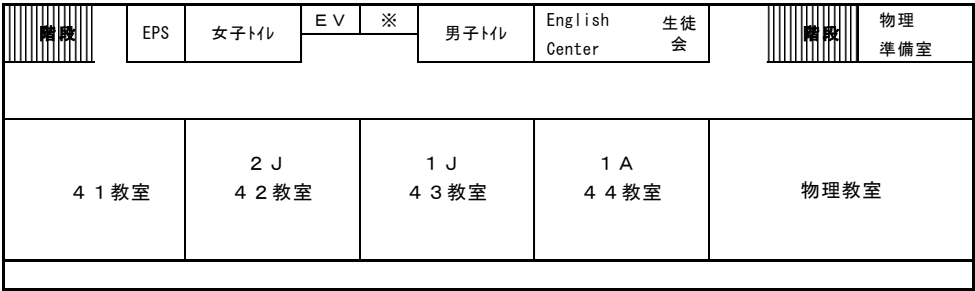 階段
EPS
女子ﾄｲﾚ
ＥＶ
※
男子ﾄｲﾚ
English
Center
生徒
会
階段
物理
準備室
４１教室
２Ｊ
４２教室
１Ｊ
４３教室
１Ａ
４４教室
物理教室